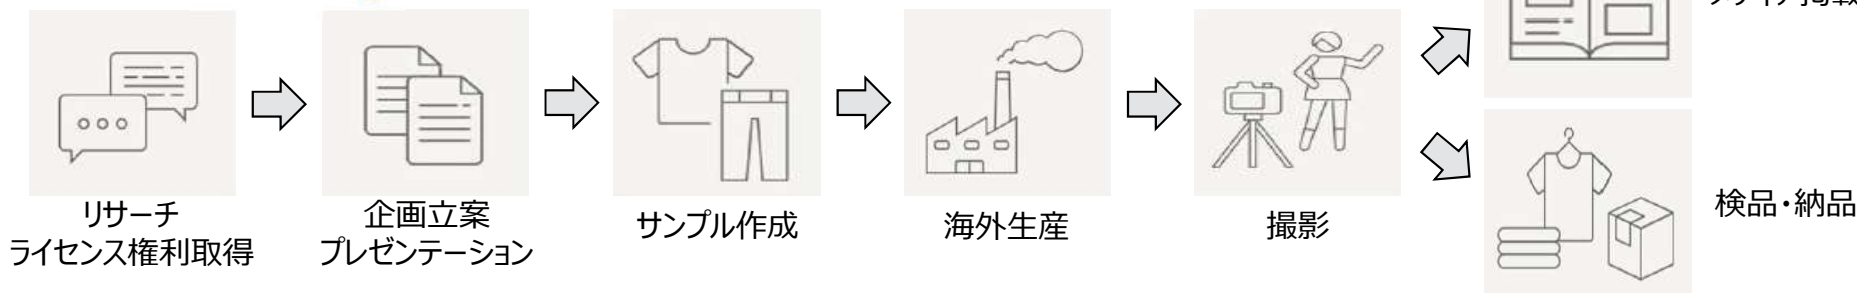 リサーチ
ライセンス権利取得
企画立案
プレゼンテーション
サンプル作成
海外生産
撮影
検品・納品